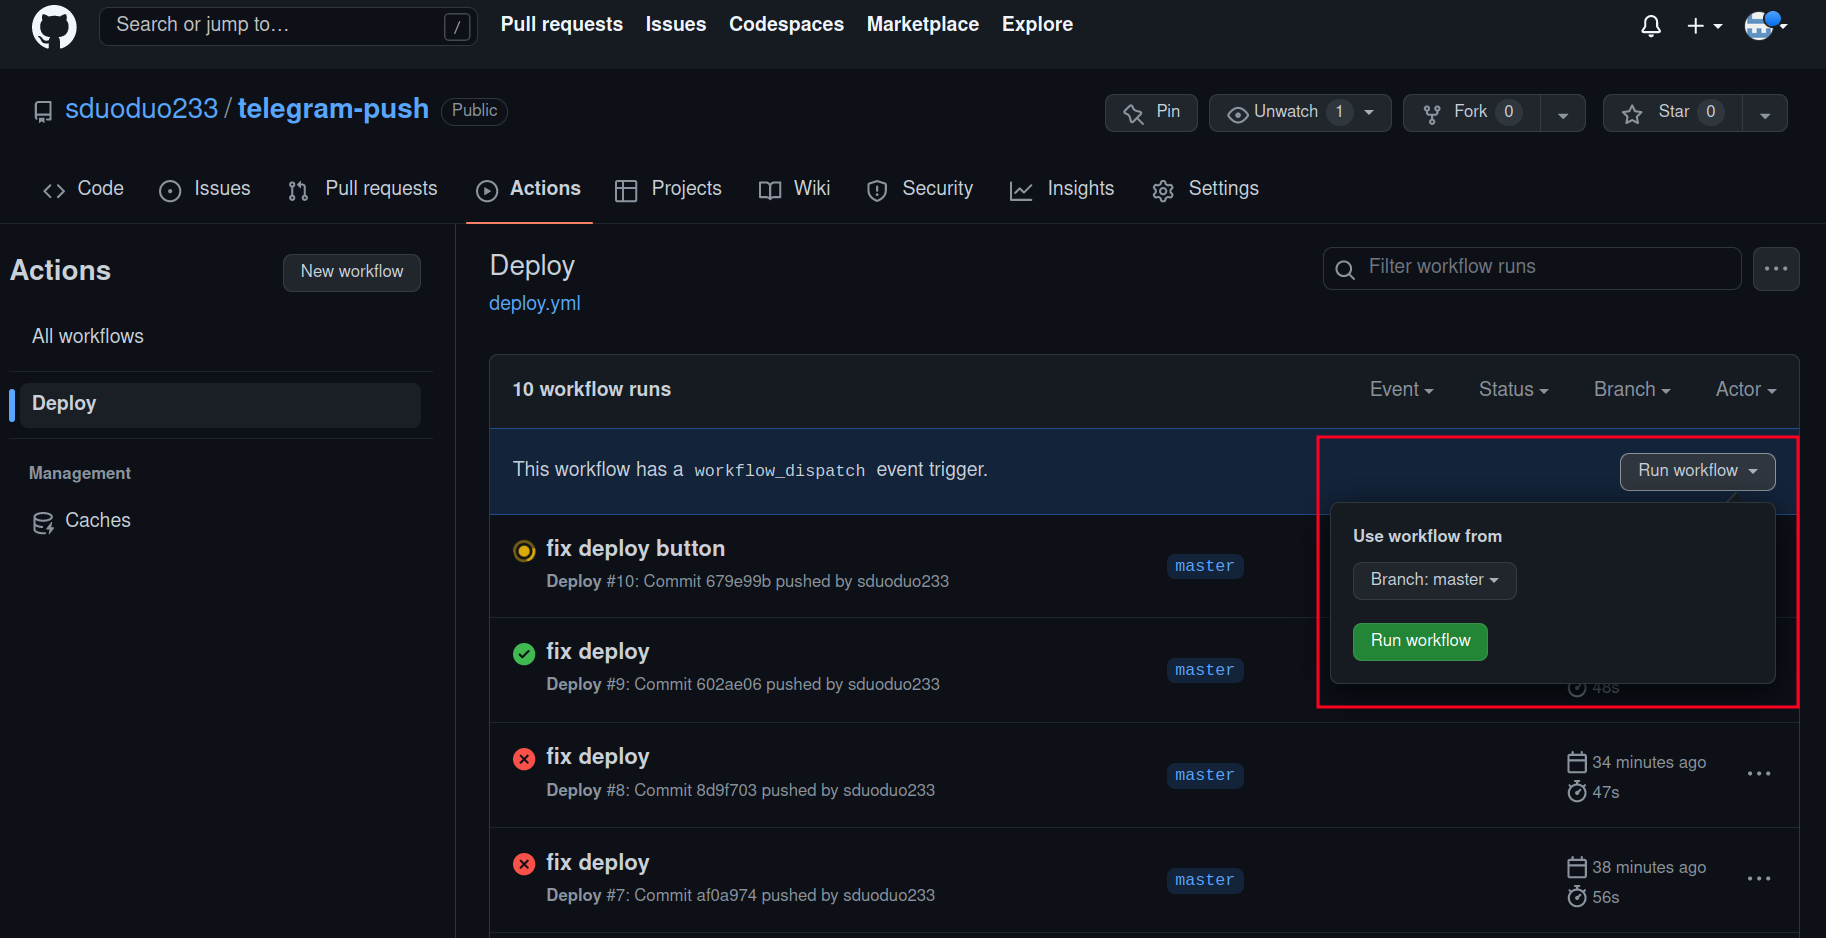 Search or jump to…
/
Pull requests
Issues
Codespaces
Marketplace
Explore
sduoduo233 / telegram-push
Public
Pin
Unwatch 1
Fork 0
Star 0
Code
Issues
Pull requests
Actions
Projects
Wiki
Security
Insights
Settings
Actions
New workflow
All workflows
Deploy
Management
Caches
Deploy
deploy.yml
Filter workflow runs
10 workflow runs
Event
Status
Branch
Actor
This workflow has a workflow_dispatch event trigger.
Run workflow
Use workflow from
Branch: master
Run workflow
fix deploy button
Deploy #10: Commit 679e99b pushed by sduoduo233
master
fix deploy
Deploy #9: Commit 602ae06 pushed by sduoduo233
master
48s
fix deploy
Deploy #8: Commit 8d9f703 pushed by sduoduo233
master
34 minutes ago
47s
fix deploy
Deploy #7: Commit af0a974 pushed by sduoduo233
master
38 minutes ago
56s